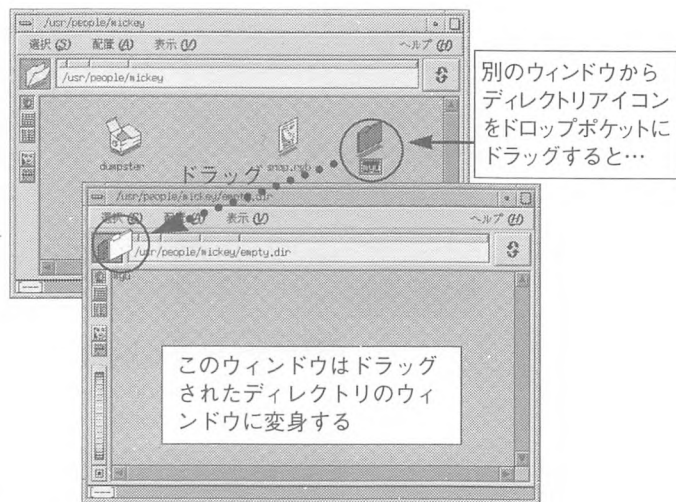 /usr/people/mickey
選択 (S) 配置 (A) 表示 (V) ヘルプ (H)
/usr/people/mickey
dumpster
snap.rgb
ドラッグ
別のウィンドウから
ディレクトリアイコン
をドロップポケットに
ドラッグすると…
/usr/people/mickey/empty.dir
選択 (S) 配置 (A) 表示 (V) ヘルプ (H)
/usr/people/mickey/empty.dir
このウィンドウはドラッグ
されたディレクトリのウィ
ンドウに変身する